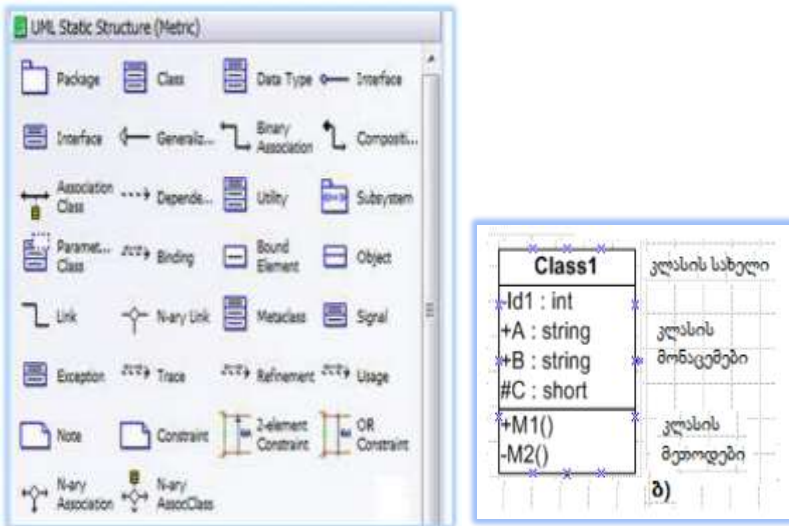 UML Static Structure (Metric)
Package
Class
Data Type
Interface
Interface
Generaliz...
Binary
Association
Compositi...
Association
Class
Depende...
Utility
Subsystem
Paramet...
Class
Binding
Bound
Element
Object
Link
N-ary Link
Metaclass
Signal
Exception
Trace
Refinement
Usage
Note
Constraint
2-element
Constraint
OR
Constraint
N-ary
Association
N-ary
AssocClass
Class1
კლასის სახელი
-Id1 : int
+A : string
+B : string
#C : short
კლასის
მონაცემები
+M1()
-M2()
კლასის
მეთოდები
ბ)